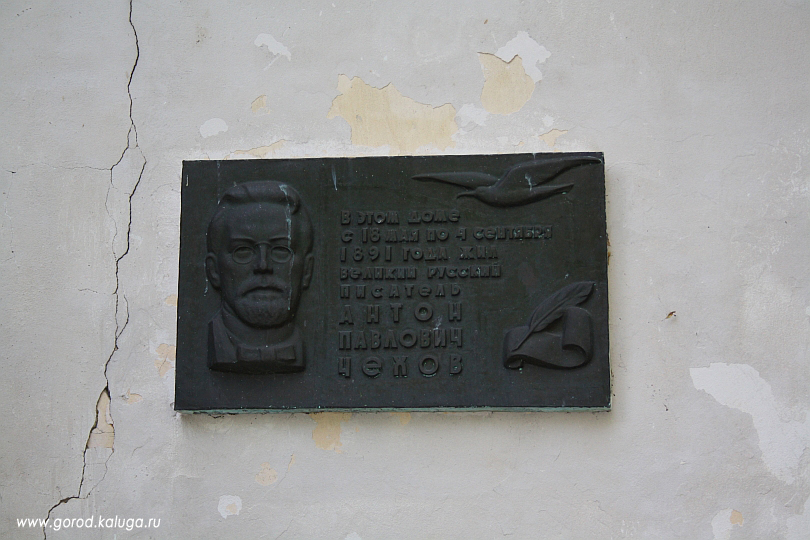 В ЭТОМ ДОМЕ
С 18 МАЯ ПО 4 СЕНТЯБРЯ
1891 ГОДА ЖИЛ
ВЕЛИКИЙ РУССКИЙ
ПИСАТЕЛЬ
АНТОН
ПАВЛОВИЧ
ЧЕХОВ
www.gorod.kaluga.ru